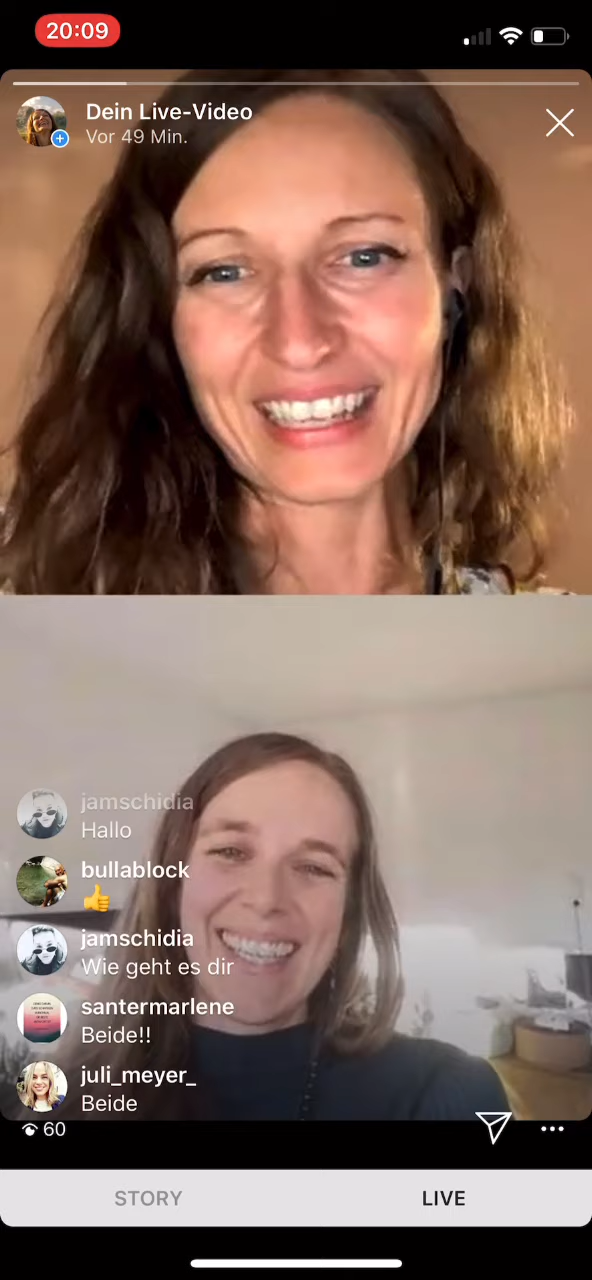 20:09
Dein Live-Video
Vor 49 Min.
jamschidia
Hallo
bullablock
👍
jamschidia
Wie geht es dir
santermarlene
Beide!!
juli_meyer_
Beide
60
STORY
LIVE